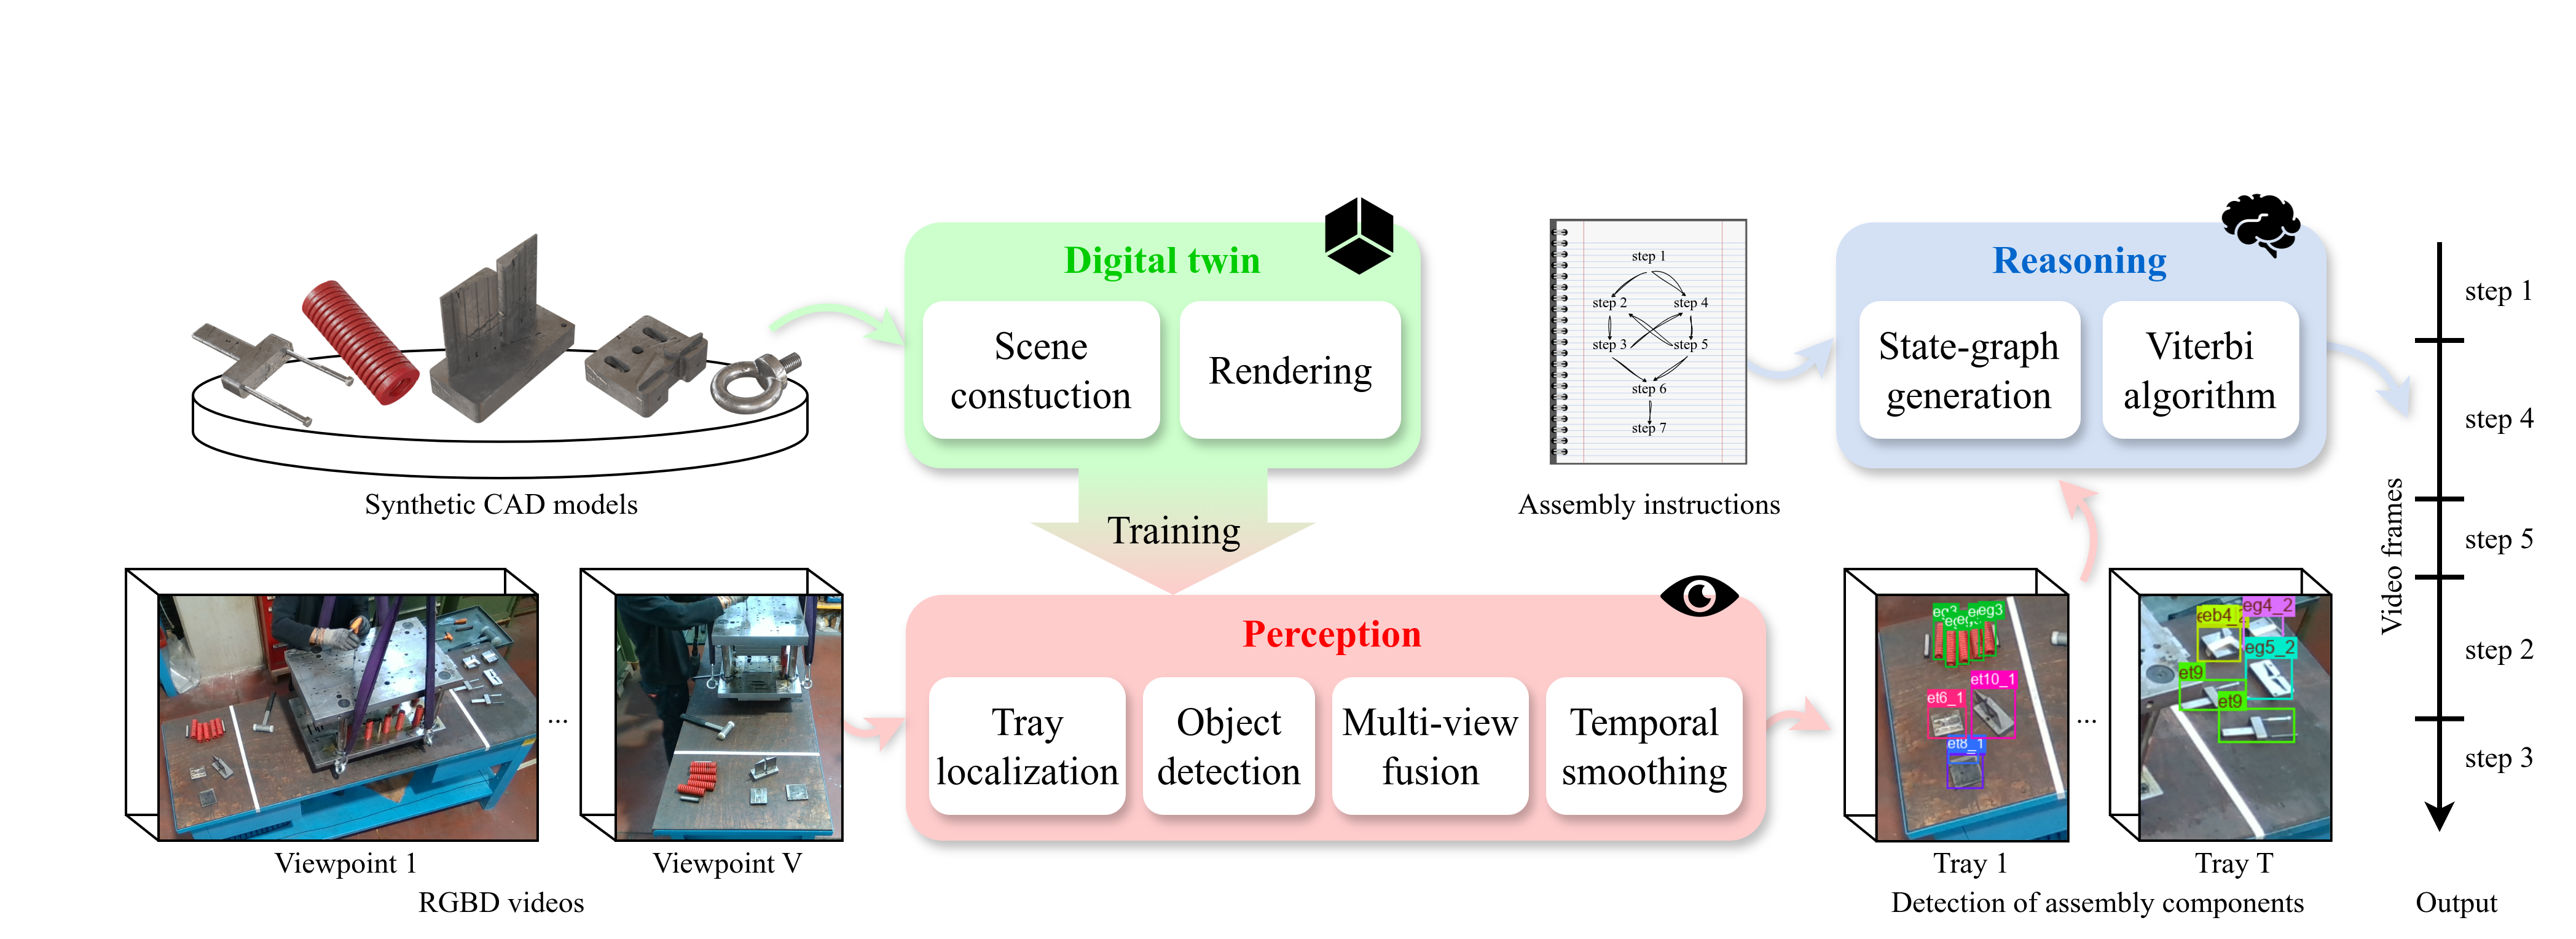 Digital twin
Scene
constuction
Rendering
Training
Synthetic CAD models
step 1
step 2
step 4
step 3
step 5
step 6
step 7
Assembly instructions
Reasoning
State-graph
generation
Viterbi
algorithm
Perception
Tray
localization
Object
detection
Multi-view
fusion
Temporal
smoothing
...
Viewpoint 1
Viewpoint V
RGBD videos
eg3
eg3
et6_1
et10_1
et8_1
eb4_2
eg4_2
eg5_2
et9
et9
...
Tray 1
Tray T
Detection of assembly components
Video frames
step 1
step 4
step 5
step 2
step 3
Output